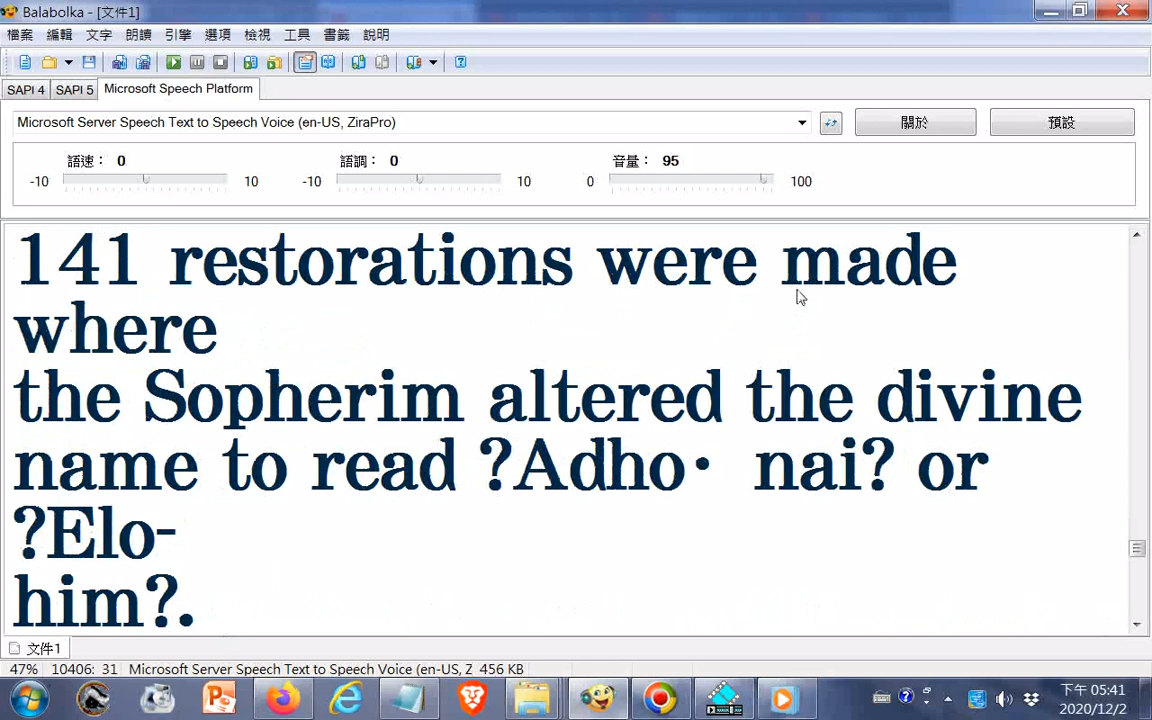 Balabolka - [文件1]
檔案 編輯 文字 朗讀 引擎 選項 檢視 工具 書籤 說明
SAPI 4 SAPI 5 Microsoft Speech Platform
Microsoft Server Speech Text to Speech Voice (en-US, ZiraPro) 關於 預設
語速： 0 語調： 0 音量： 95
-10 10 -10 10 0 100
141 restorations were made
where
the Sopherim altered the divine
name to read ?Adho· nai? or
?Elo-
him?.
文件1
47% 10406: 31 Microsoft Server Speech Text to Speech Voice (en-US, Z 456 KB
下午 05:41
2020/12/2